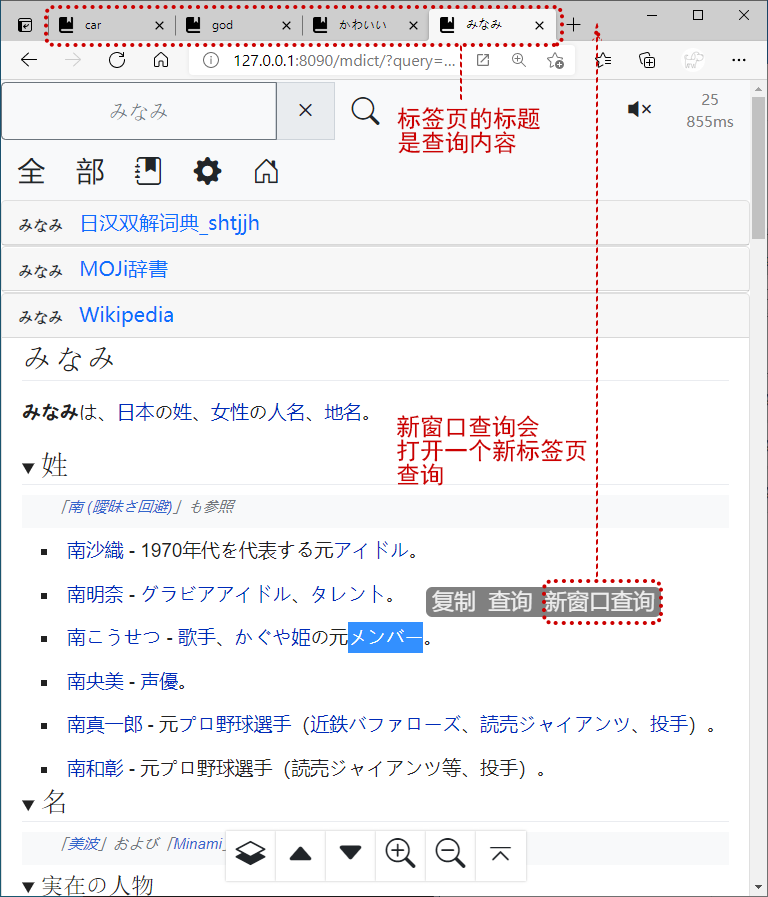 car
god
かわいい
みなみ
127.0.0.1:8090/mdict/?query=...
みなみ
25
855ms
标签页的标题
是查询内容
全 部
みなみ 日汉双解词典_shtjjh
みなみ MOJi辞書
みなみ Wikipedia
みなみ
みなみは、日本の姓、女性の人名、地名。
新窗口查询会
打开一个新标签页
查询
姓
「南 (曖昧さ回避)」も参照
南沙織 - 1970年代を代表する元アイドル。
南明奈 - グラビアアイドル、タレント。
复制 查询 新窗口查询
南こうせつ - 歌手、かぐや姫の元メンバー。
南央美 - 声優。
南真一郎 - 元プロ野球選手（近鉄バファローズ、読売ジャイアンツ、投手）。
南和彰 - 元プロ野球選手（読売ジャイアンツ等、投手）.
名
「美波」および「Minami
実在の人物